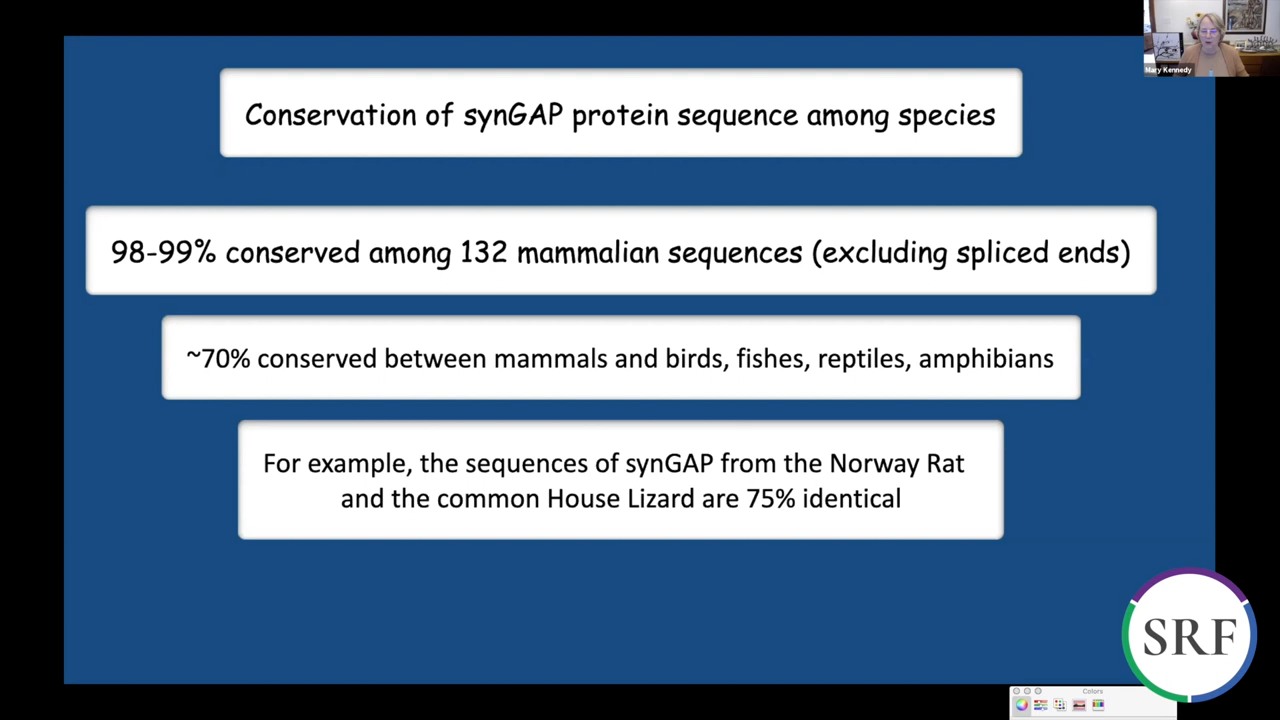 Mary Kennedy
Conservation of synGAP protein sequence among species
98-99% conserved among 132 mammalian sequences (excluding spliced ends)
~70% conserved between mammals and birds, fishes, reptiles, amphibians
For example, the sequences of synGAP from the Norway Rat
and the common House Lizard are 75% identical
SRF
Colors